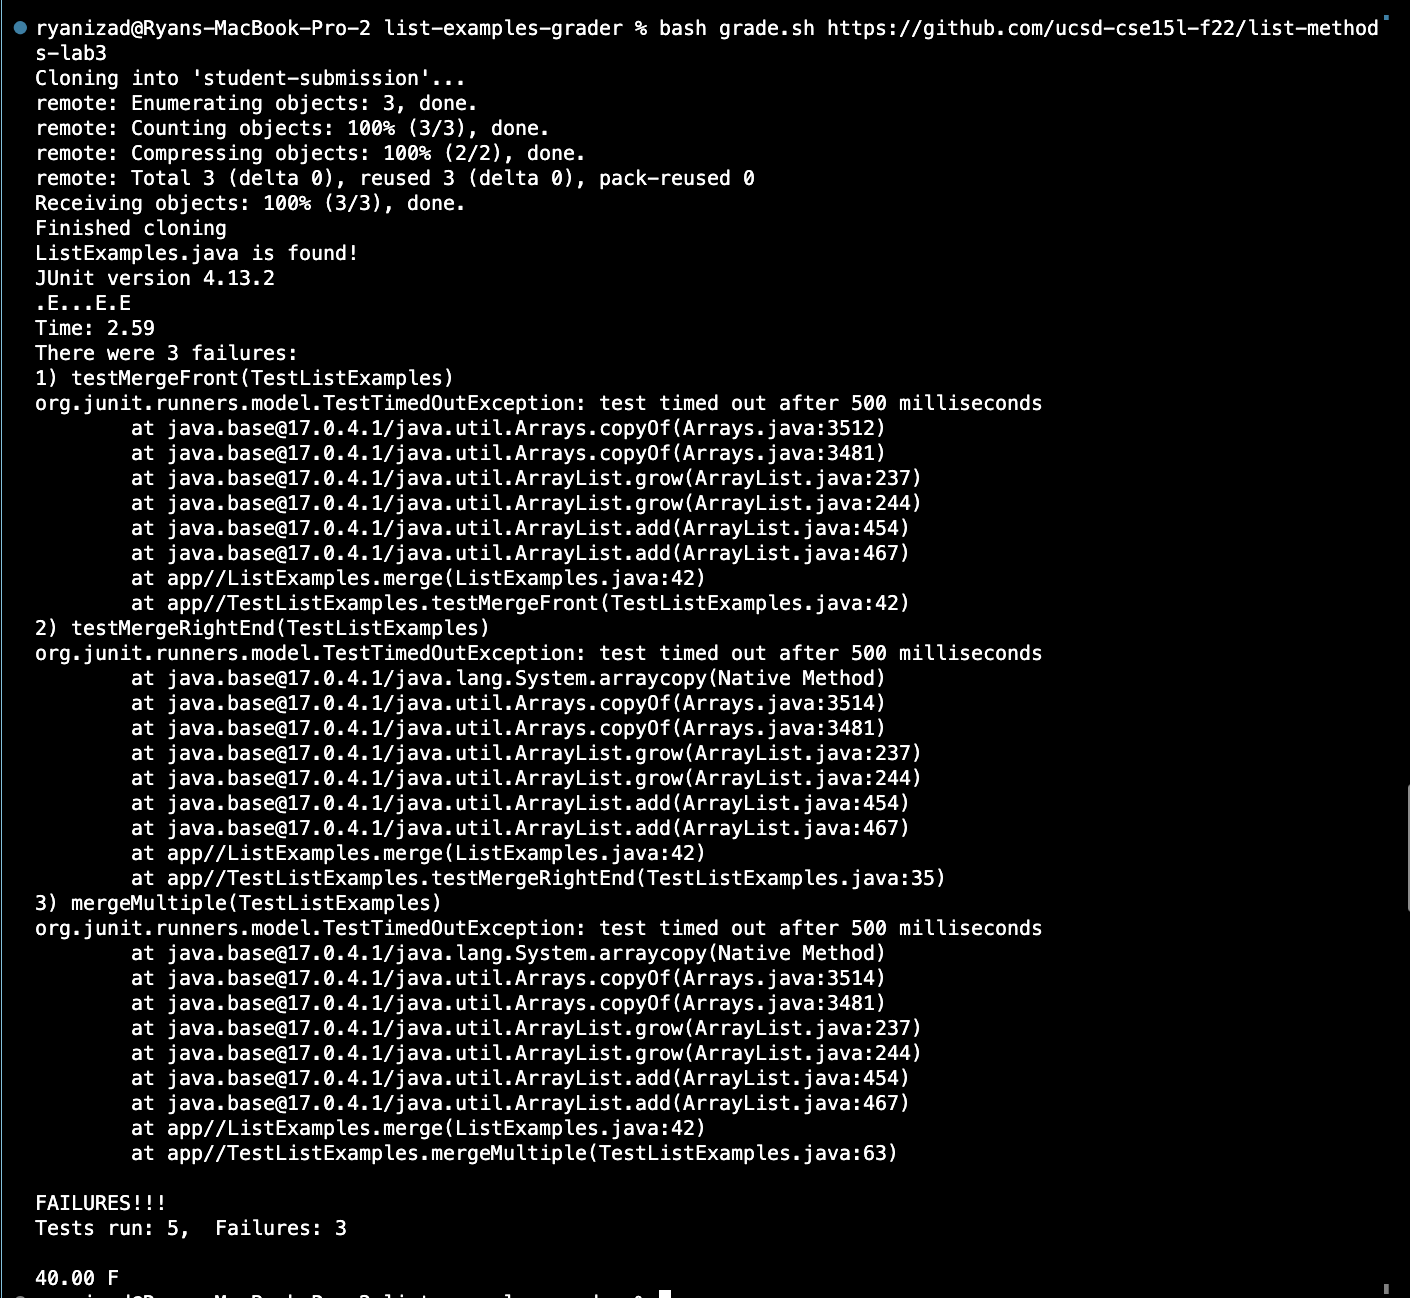 ryanizad@Ryans-MacBook-Pro-2 list-examples-grader % bash grade.sh https://github.com/ucsd-cse15l-f22/list-method
s-lab3
Cloning into 'student-submission'...
remote: Enumerating objects: 3, done.
remote: Counting objects: 100% (3/3), done.
remote: Compressing objects: 100% (2/2), done.
remote: Total 3 (delta 0), reused 3 (delta 0), pack-reused 0
Receiving objects: 100% (3/3), done.
Finished cloning
ListExamples.java is found!
JUnit version 4.13.2
.E...E.E
Time: 2.59
There were 3 failures:
1) testMergeFront(TestListExamples)
org.junit.runners.model.TestTimedOutException: test timed out after 500 milliseconds
        at java.base@17.0.4.1/java.util.Arrays.copyOf(Arrays.java:3512)
        at java.base@17.0.4.1/java.util.Arrays.copyOf(Arrays.java:3481)
        at java.base@17.0.4.1/java.util.ArrayList.grow(ArrayList.java:237)
        at java.base@17.0.4.1/java.util.ArrayList.grow(ArrayList.java:244)
        at java.base@17.0.4.1/java.util.ArrayList.add(ArrayList.java:454)
        at java.base@17.0.4.1/java.util.ArrayList.add(ArrayList.java:467)
        at app//ListExamples.merge(ListExamples.java:42)
        at app//TestListExamples.testMergeFront(TestListExamples.java:42)
2) testMergeRightEnd(TestListExamples)
org.junit.runners.model.TestTimedOutException: test timed out after 500 milliseconds
        at java.base@17.0.4.1/java.lang.System.arraycopy(Native Method)
        at java.base@17.0.4.1/java.util.Arrays.copyOf(Arrays.java:3514)
        at java.base@17.0.4.1/java.util.Arrays.copyOf(Arrays.java:3481)
        at java.base@17.0.4.1/java.util.ArrayList.grow(ArrayList.java:237)
        at java.base@17.0.4.1/java.util.ArrayList.grow(ArrayList.java:244)
        at java.base@17.0.4.1/java.util.ArrayList.add(ArrayList.java:454)
        at java.base@17.0.4.1/java.util.ArrayList.add(ArrayList.java:467)
        at app//ListExamples.merge(ListExamples.java:42)
        at app//TestListExamples.testMergeRightEnd(TestListExamples.java:35)
3) mergeMultiple(TestListExamples)
org.junit.runners.model.TestTimedOutException: test timed out after 500 milliseconds
        at java.base@17.0.4.1/java.lang.System.arraycopy(Native Method)
        at java.base@17.0.4.1/java.util.Arrays.copyOf(Arrays.java:3514)
        at java.base@17.0.4.1/java.util.Arrays.copyOf(Arrays.java:3481)
        at java.base@17.0.4.1/java.util.ArrayList.grow(ArrayList.java:237)
        at java.base@17.0.4.1/java.util.ArrayList.grow(ArrayList.java:244)
        at java.base@17.0.4.1/java.util.ArrayList.add(ArrayList.java:454)
        at java.base@17.0.4.1/java.util.ArrayList.add(ArrayList.java:467)
        at app//ListExamples.merge(ListExamples.java:42)
        at app//TestListExamples.mergeMultiple(TestListExamples.java:63)

FAILURES!!!
Tests run: 5,  Failures: 3

40.00 F